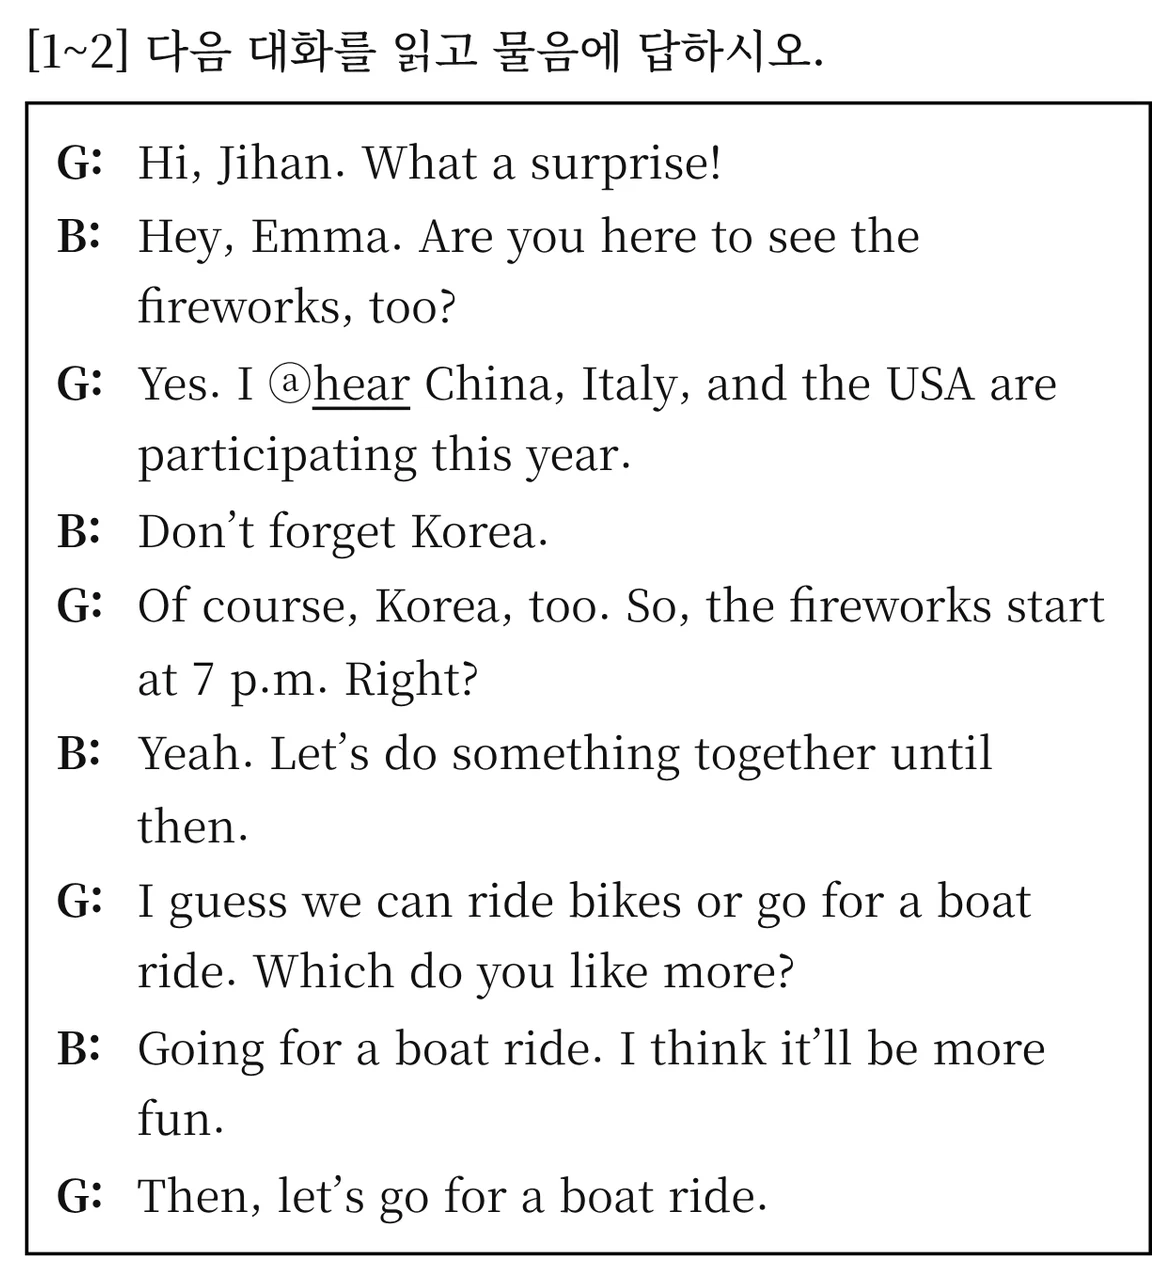 [1~2] 다음 대화를 읽고 물음에 답하시오.
G: Hi, Jihan. What a surprise!
B: Hey, Emma. Are you here to see the
fireworks, too?
G: Yes. I ⓐhear China, Italy, and the USA are
participating this year.
B: Don’t forget Korea.
G: Of course, Korea, too. So, the fireworks start
at 7 p.m. Right?
B: Yeah. Let’s do something together until
then.
G: I guess we can ride bikes or go for a boat
ride. Which do you like more?
B: Going for a boat ride. I think it’ll be more
fun.
G: Then, let’s go for a boat ride.